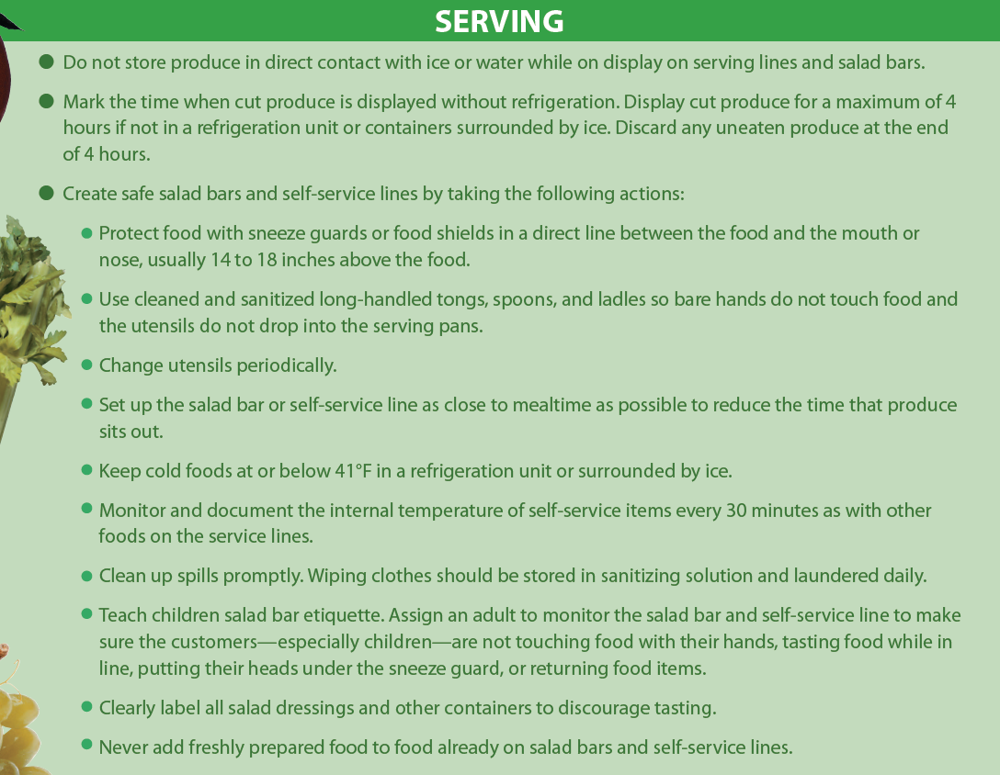 SERVING
● Do not store produce in direct contact with ice or water while on display on serving lines and salad bars.
● Mark the time when cut produce is displayed without refrigeration. Display cut produce for a maximum of 4
hours if not in a refrigeration unit or containers surrounded by ice. Discard any uneaten produce at the end
of 4 hours.
● Create safe salad bars and self-service lines by taking the following actions:
● Protect food with sneeze guards or food shields in a direct line between the food and the mouth or
nose, usually 14 to 18 inches above the food.
● Use cleaned and sanitized long-handled tongs, spoons, and ladles so bare hands do not touch food and
the utensils do not drop into the serving pans.
● Change utensils periodically.
● Set up the salad bar or self-service line as close to mealtime as possible to reduce the time that produce
sits out.
● Keep cold foods at or below 41°F in a refrigeration unit or surrounded by ice.
● Monitor and document the internal temperature of self-service items every 30 minutes as with other
foods on the service lines.
● Clean up spills promptly. Wiping clothes should be stored in sanitizing solution and laundered daily.
● Teach children salad bar etiquette. Assign an adult to monitor the salad bar and self-service line to make
sure the customers—especially children—are not touching food with their hands, tasting food while in
line, putting their heads under the sneeze guard, or returning food items.
● Clearly label all salad dressings and other containers to discourage tasting.
● Never add freshly prepared food to food already on salad bars and self-service lines.